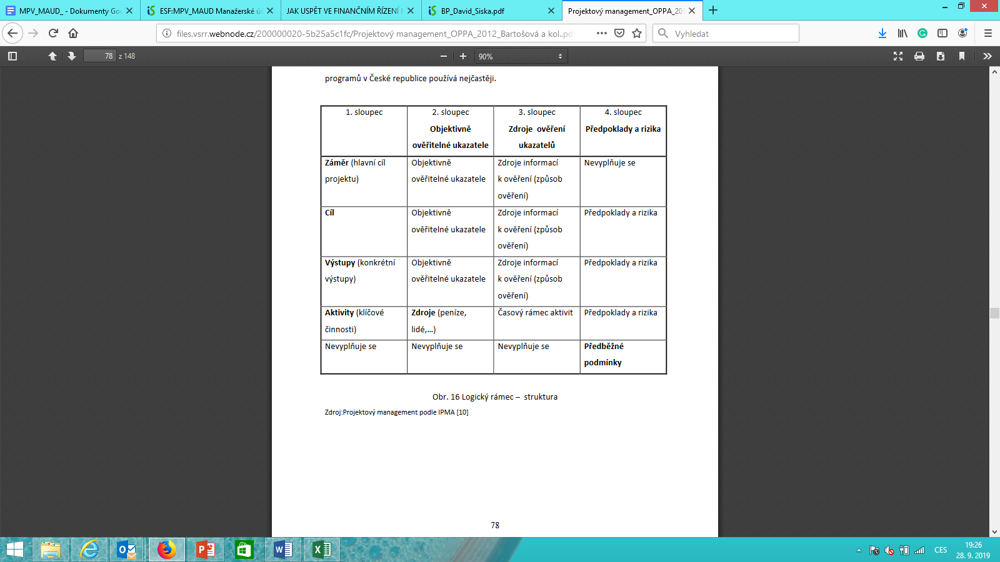 MPV_MAUD_ - Dokumenty Goo
ESF:MPV_MAUD Manažerské úč
JAK USPĚT VE FINANČNÍM ŘÍZENÍ
BP_David_Siska.pdf
Projektový management_OPPA_201
files.vsrr.webnode.cz/200000020-5b25a5c1fc/Projektový management_OPPA_2012_Bartošová a kol..pd
Vyhledat
78 z 148
90%
programů v České republice používá nejčastěji.
1. sloupec
2. sloupec
Objektivně
ověřitelné ukazatele
3. sloupec
Zdroje ověření
ukazatelů
4. sloupec
Předpoklady a rizika
Záměr (hlavní cíl
projektu)
Objektivně
ověřitelné ukazatele
Zdroje informací
k ověření (způsob
ověření)
Nevyplňuje se
Cíl
Objektivně
ověřitelné ukazatele
Zdroje informací
k ověření (způsob
ověření)
Předpoklady a rizika
Výstupy (konkrétní
výstupy)
Objektivně
ověřitelné ukazatele
Zdroje informací
k ověření (způsob
ověření)
Předpoklady a rizika
Aktivity (klíčové
činnosti)
Zdroje (peníze,
lidé,...)
Časový rámec aktivit
Předpoklady a rizika
Nevyplňuje se
Nevyplňuje se
Nevyplňuje se
Předběžné
podmínky
Obr. 16 Logický rámec – struktura
Zdroj:Projektový management podle IPMA [10]
78
CES
19:26
28. 9. 2019